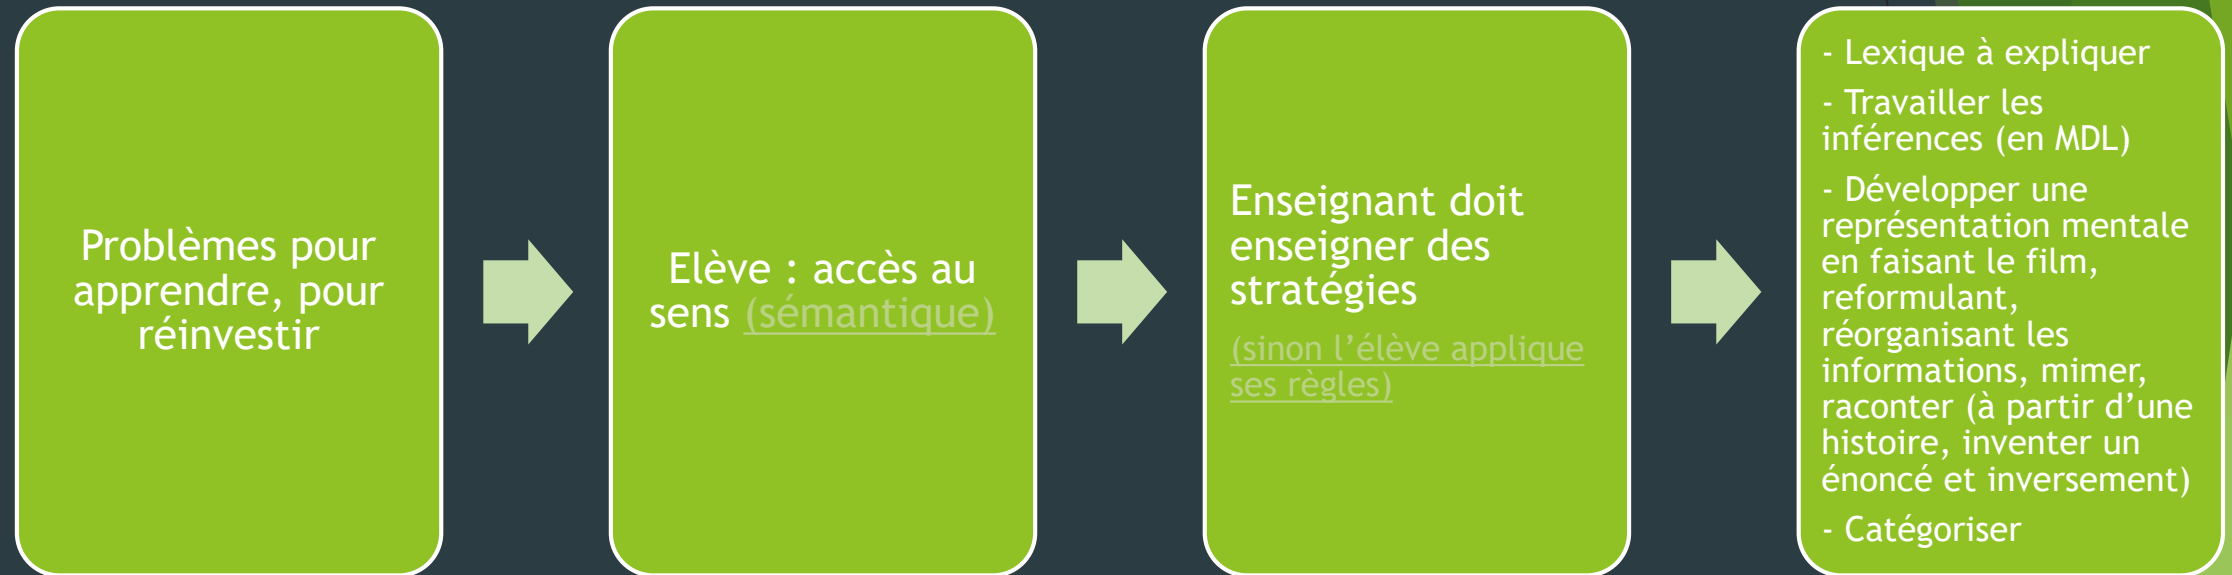 Problèmes pour
apprendre, pour
réinvestir
Elève : accès au
sens (sémantique)
Enseignant doit
enseigner des
stratégies
(sinon l’élève applique
ses règles)
- Lexique à expliquer
- Travailler les
inférences (en MDL)
- Développer une
représentation mentale
en faisant le film,
reformulant,
réorganisant les
informations, mimer,
raconter (à partir d’une
histoire, inventer un
énoncé et inversement)
- Catégoriser